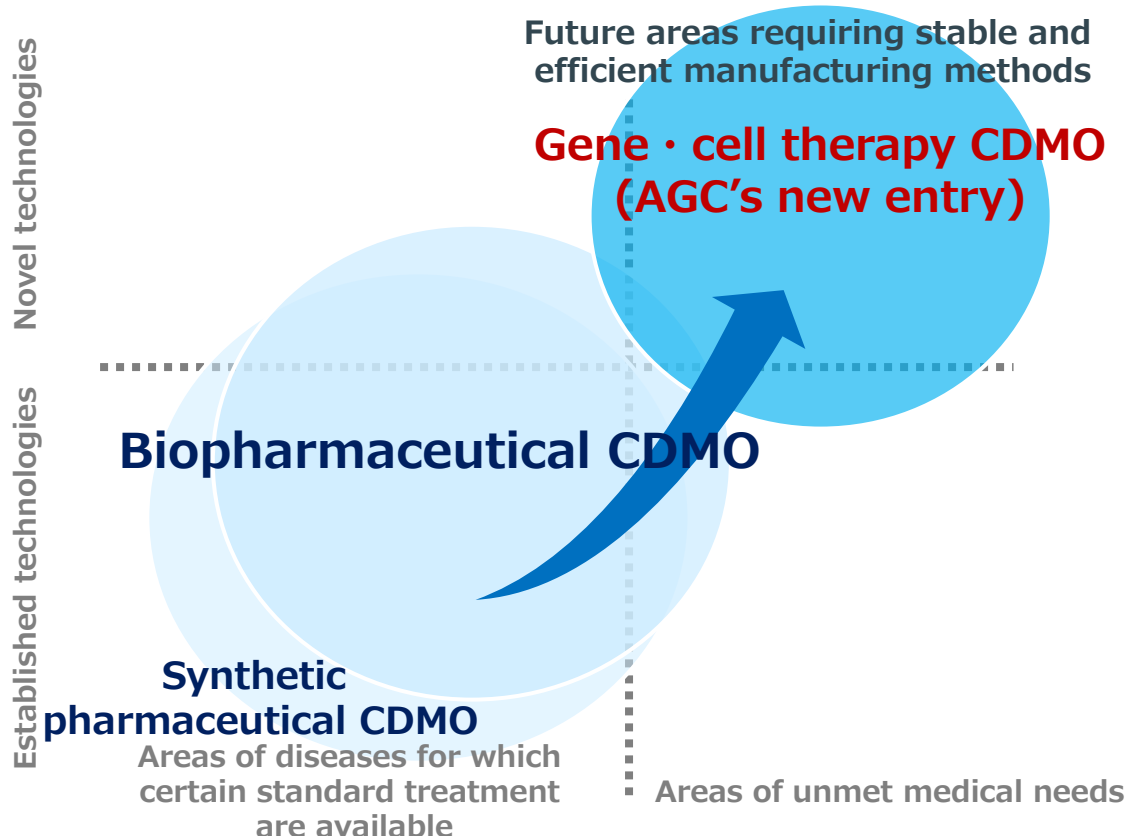 Future areas requiring stable and
efficient manufacturing methods
Gene・cell therapy CDMO
(AGC's new entry)
Novel technologies
Established technologies
Biopharmaceutical CDMO
Synthetic
pharmaceutical CDMO
Areas of diseases for which
certain standard treatment
are available
Areas of unmet medical needs